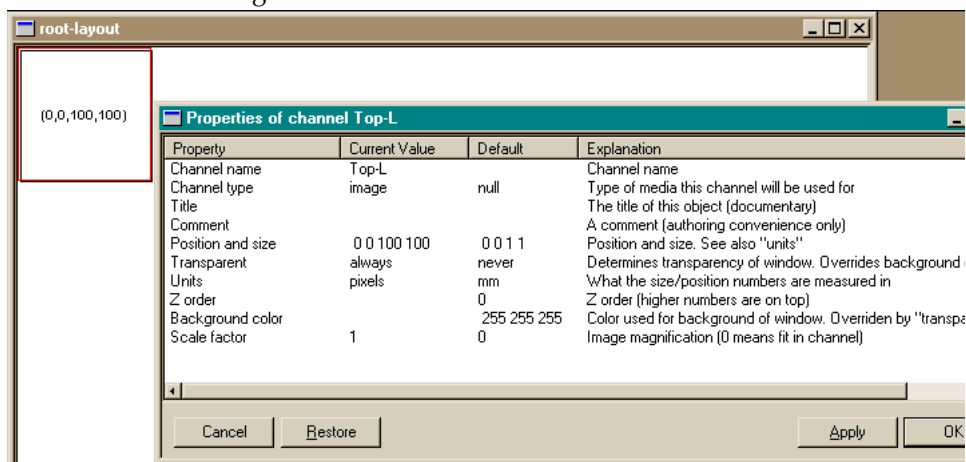 root-layout
(0,0,100,100)
Properties of channel Top-L
Property Current Value Default Explanation
Channel name Top-L Channel name
Channel type image null Type of media this channel will be used for
Title The title of this object (documentary)
Comment A comment (authoring convenience only)
Position and size 0 0 100 100 0 0 1 1 Position and size. See also "units"
Transparent always never Determines transparency of window. Overrides background
Units pixels mm What the size/position numbers are measured in
Z order 0 Z order (higher numbers are on top)
Background color 255 255 255 Color used for background of window. Overriden by "transpa
Scale factor 1 0 Image magnification (0 means fit in channel)
Cancel Restore Apply OK